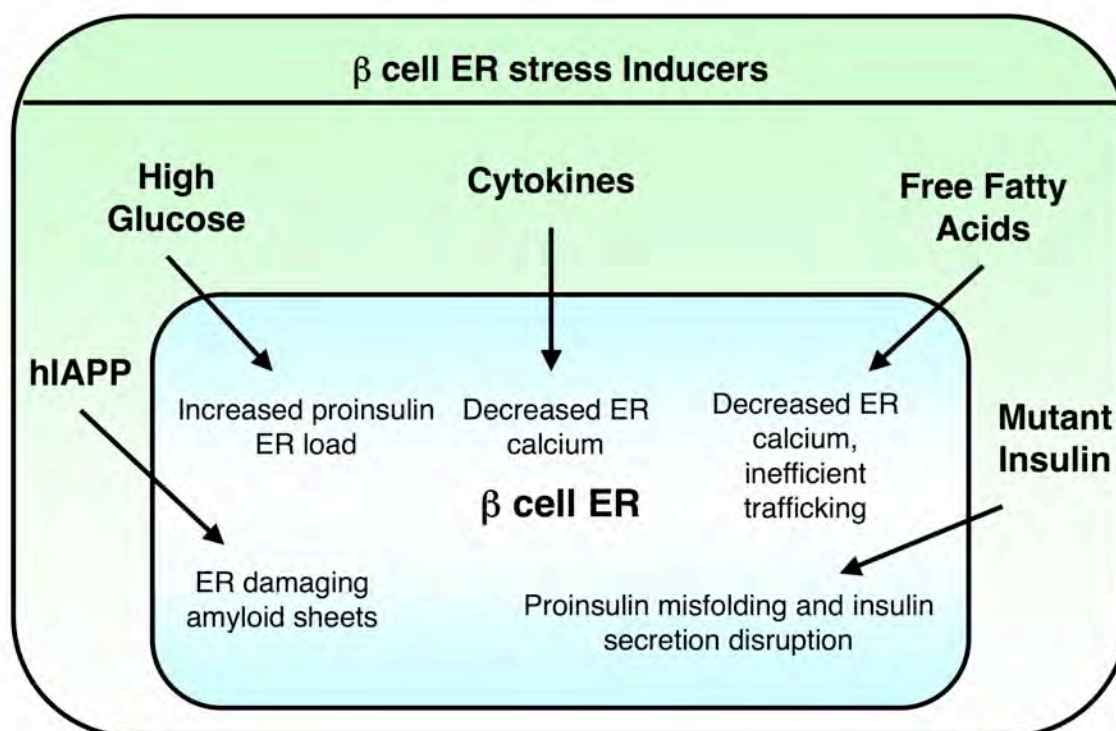 β cell ER stress Inducers
High
Glucose
Cytokines
Free Fatty
Acids
hIAPP
Increased proinsulin
ER load
Decreased ER
calcium
Decreased ER
calcium,
inefficient
trafficking
Mutant
Insulin
β cell ER
ER damaging
amyloid sheets
Proinsulin misfolding and insulin
secretion disruption